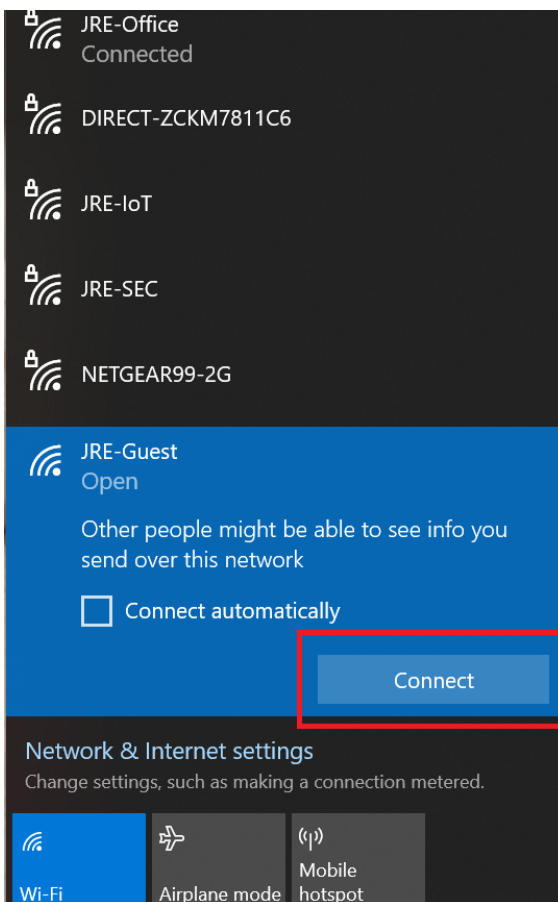 JRE-Office
Connected
DIRECT-ZCKM7811C6
JRE-IoT
JRE-SEC
NETGEAR99-2G
JRE-Guest
Open
Other people might be able to see info you
send over this network
Connect automatically
Connect
Network & Internet settings
Change settings, such as making a connection metered.
Wi-Fi
Airplane mode
Mobile
hotspot